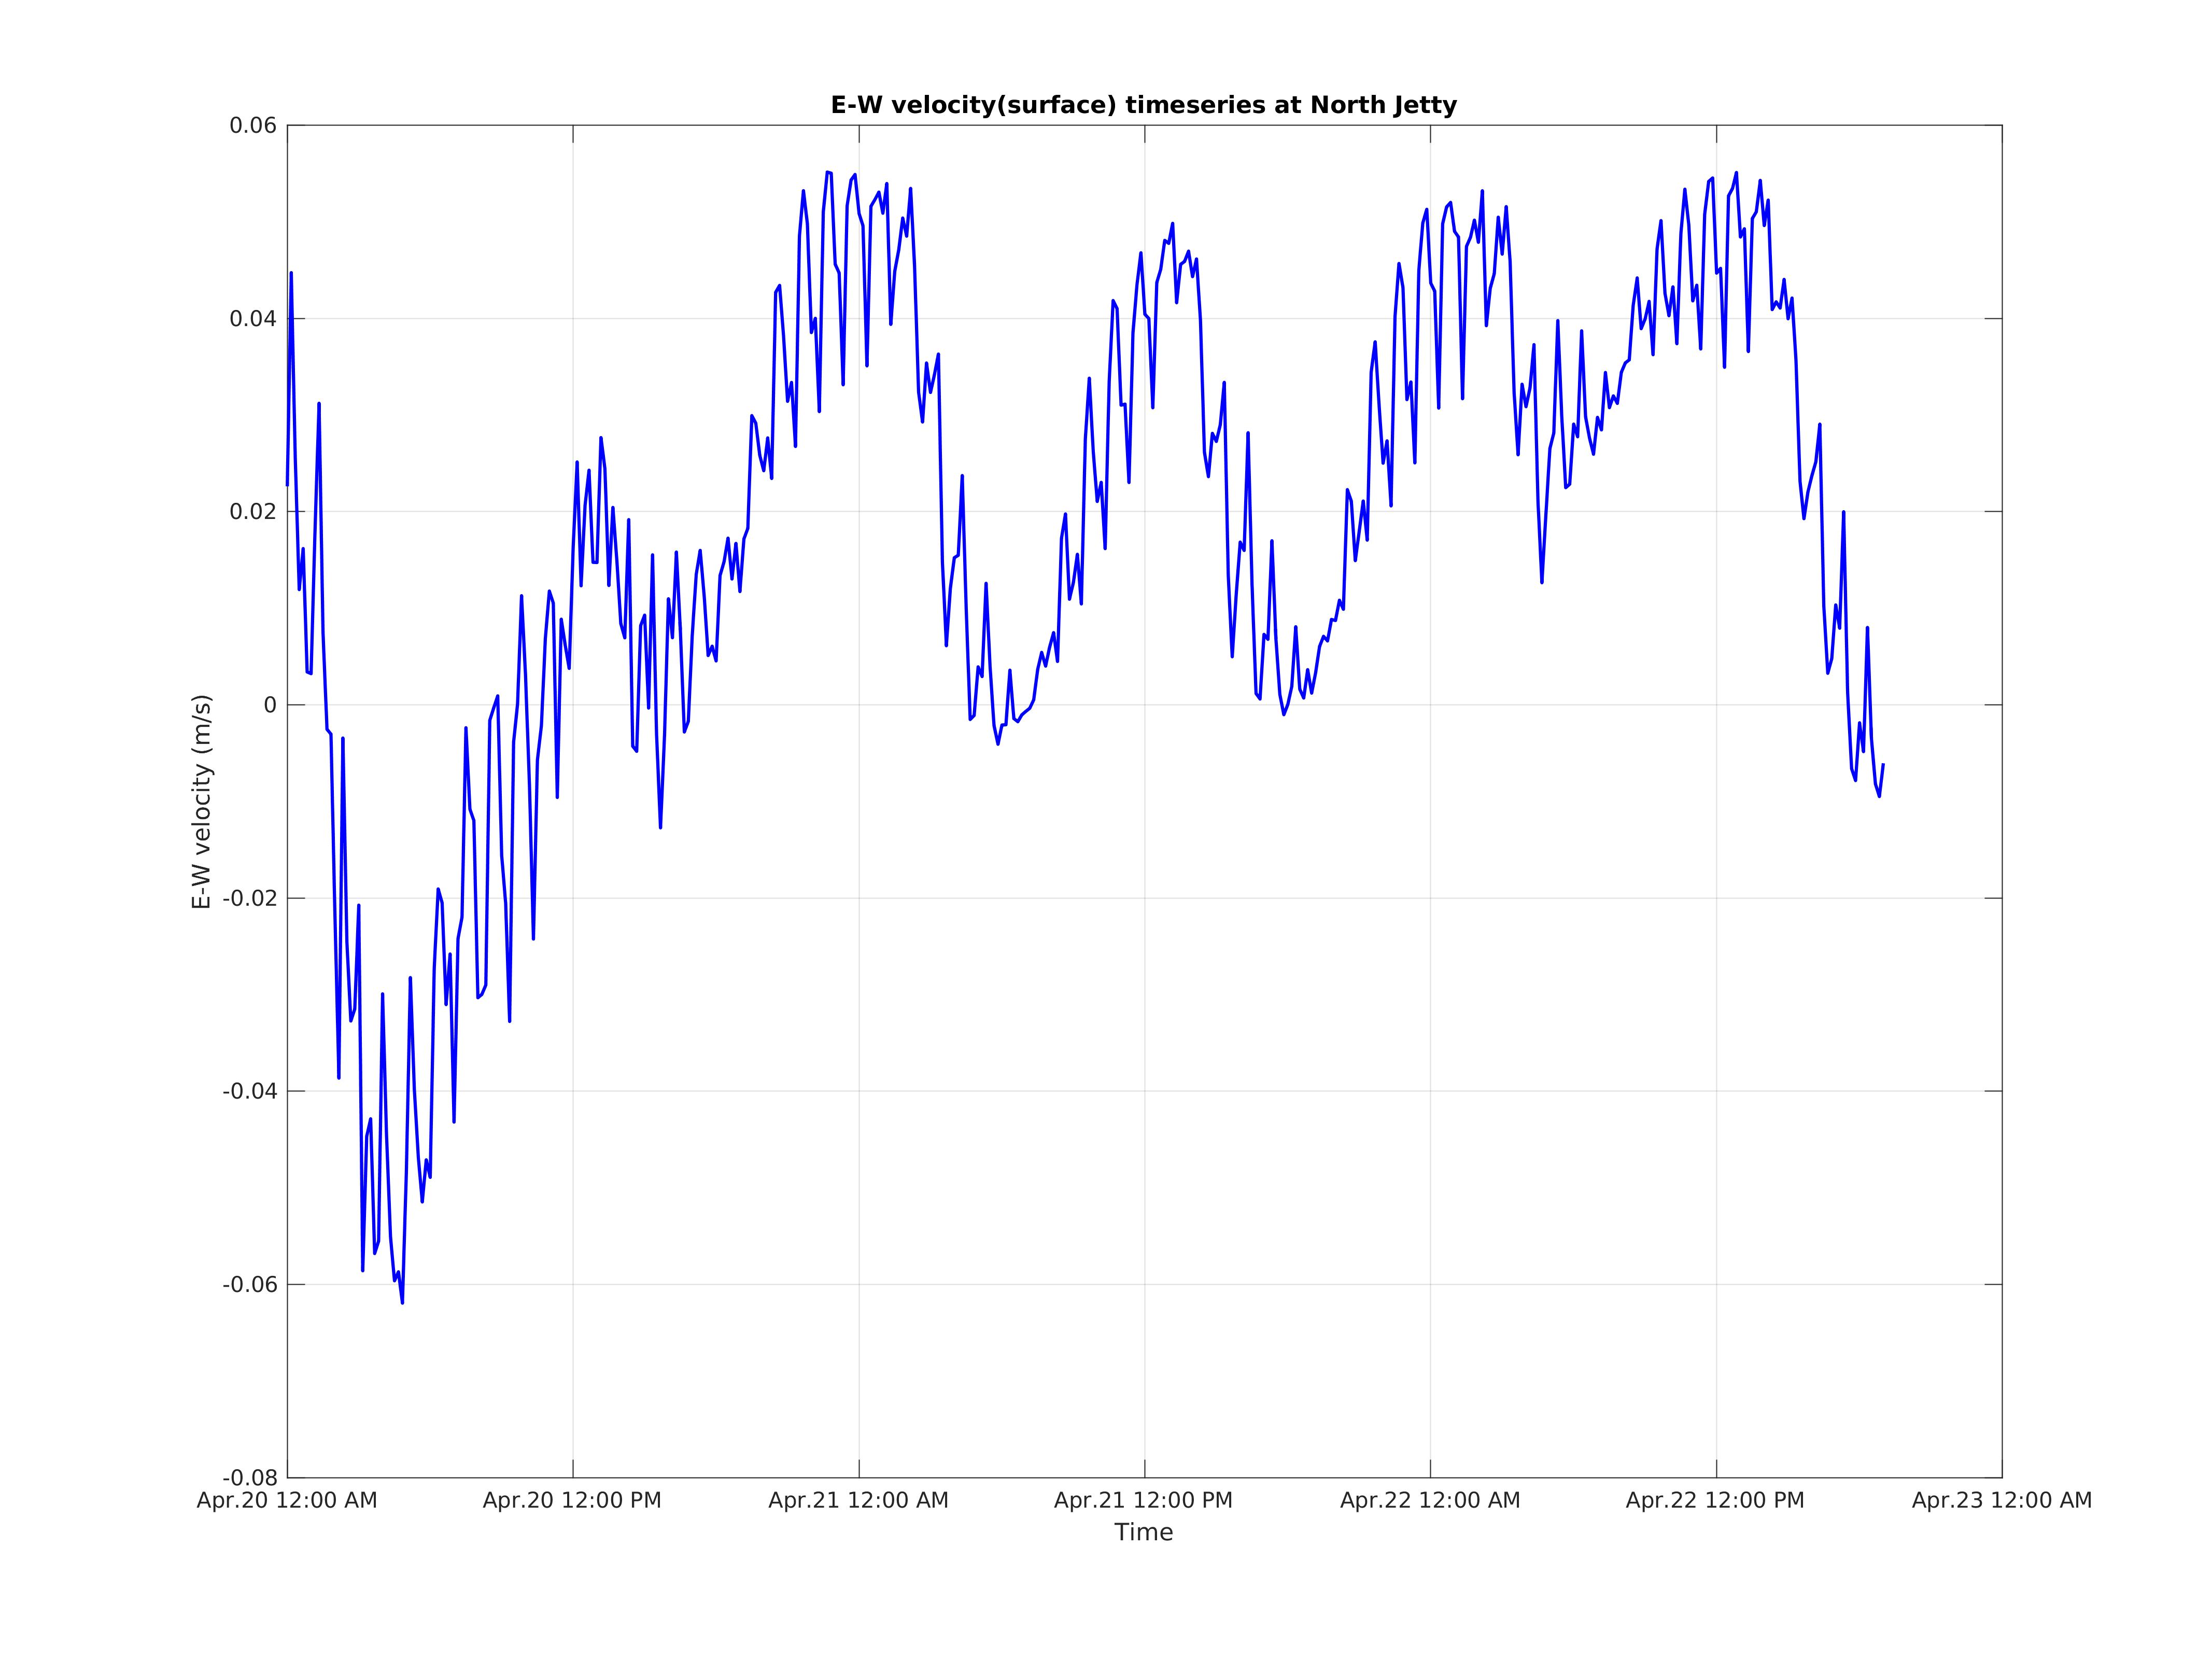 E-W velocity(surface) timeseries at North Jetty
0.06
0.04
0.02
0
-0.02
-0.04
-0.06
-0.08
E-W velocity (m/s)
Apr.20 12:00 AM
Apr.20 12:00 PM
Apr.21 12:00 AM
Apr.21 12:00 PM
Apr.22 12:00 AM
Apr.22 12:00 PM
Apr.23 12:00 AM
Time